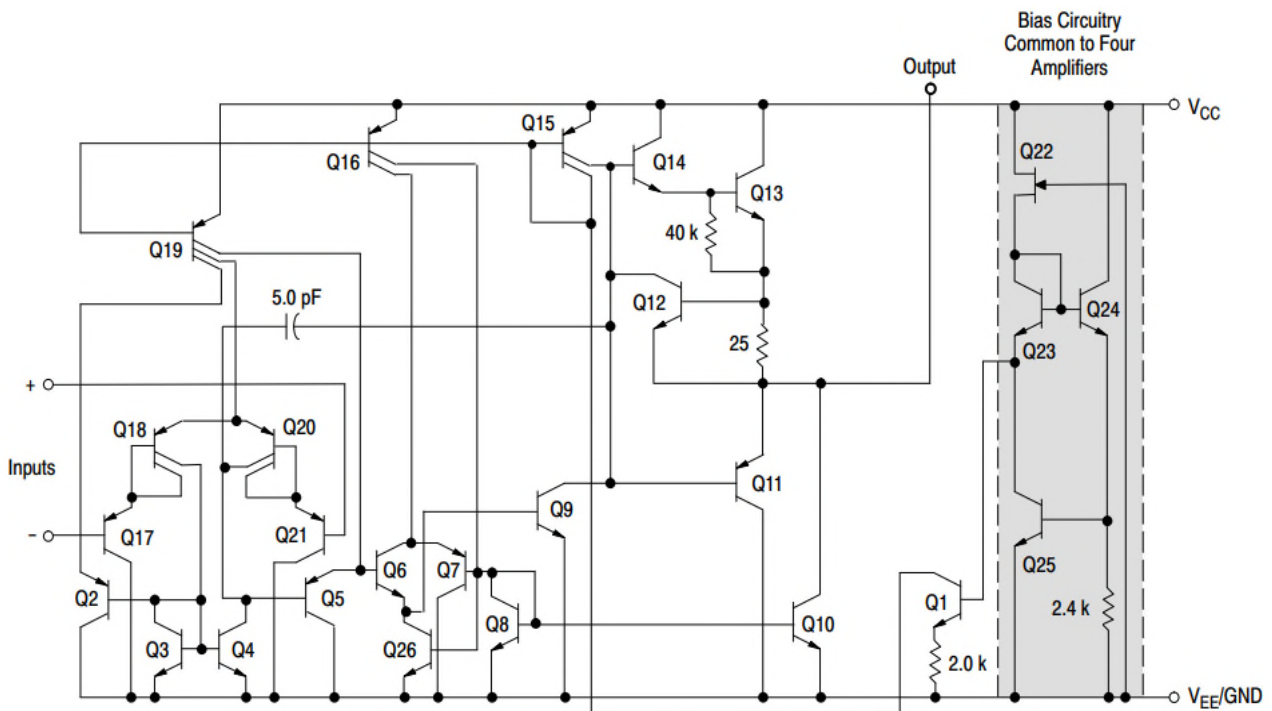 Bias Circuitry
Common to Four
Amplifiers
Output
V_CC
Q15
Q16
Q14
Q22
Q13
Q19
40 k
5.0 pF
Q12
Q24
25
Q23
+
Q18
Q20
Inputs
Q11
Q9
-
Q17
Q21
Q25
Q6
Q7
Q2
Q5
Q1
2.4 k
Q3
Q4
Q26
Q8
Q10
2.0 k
V_EE/GND